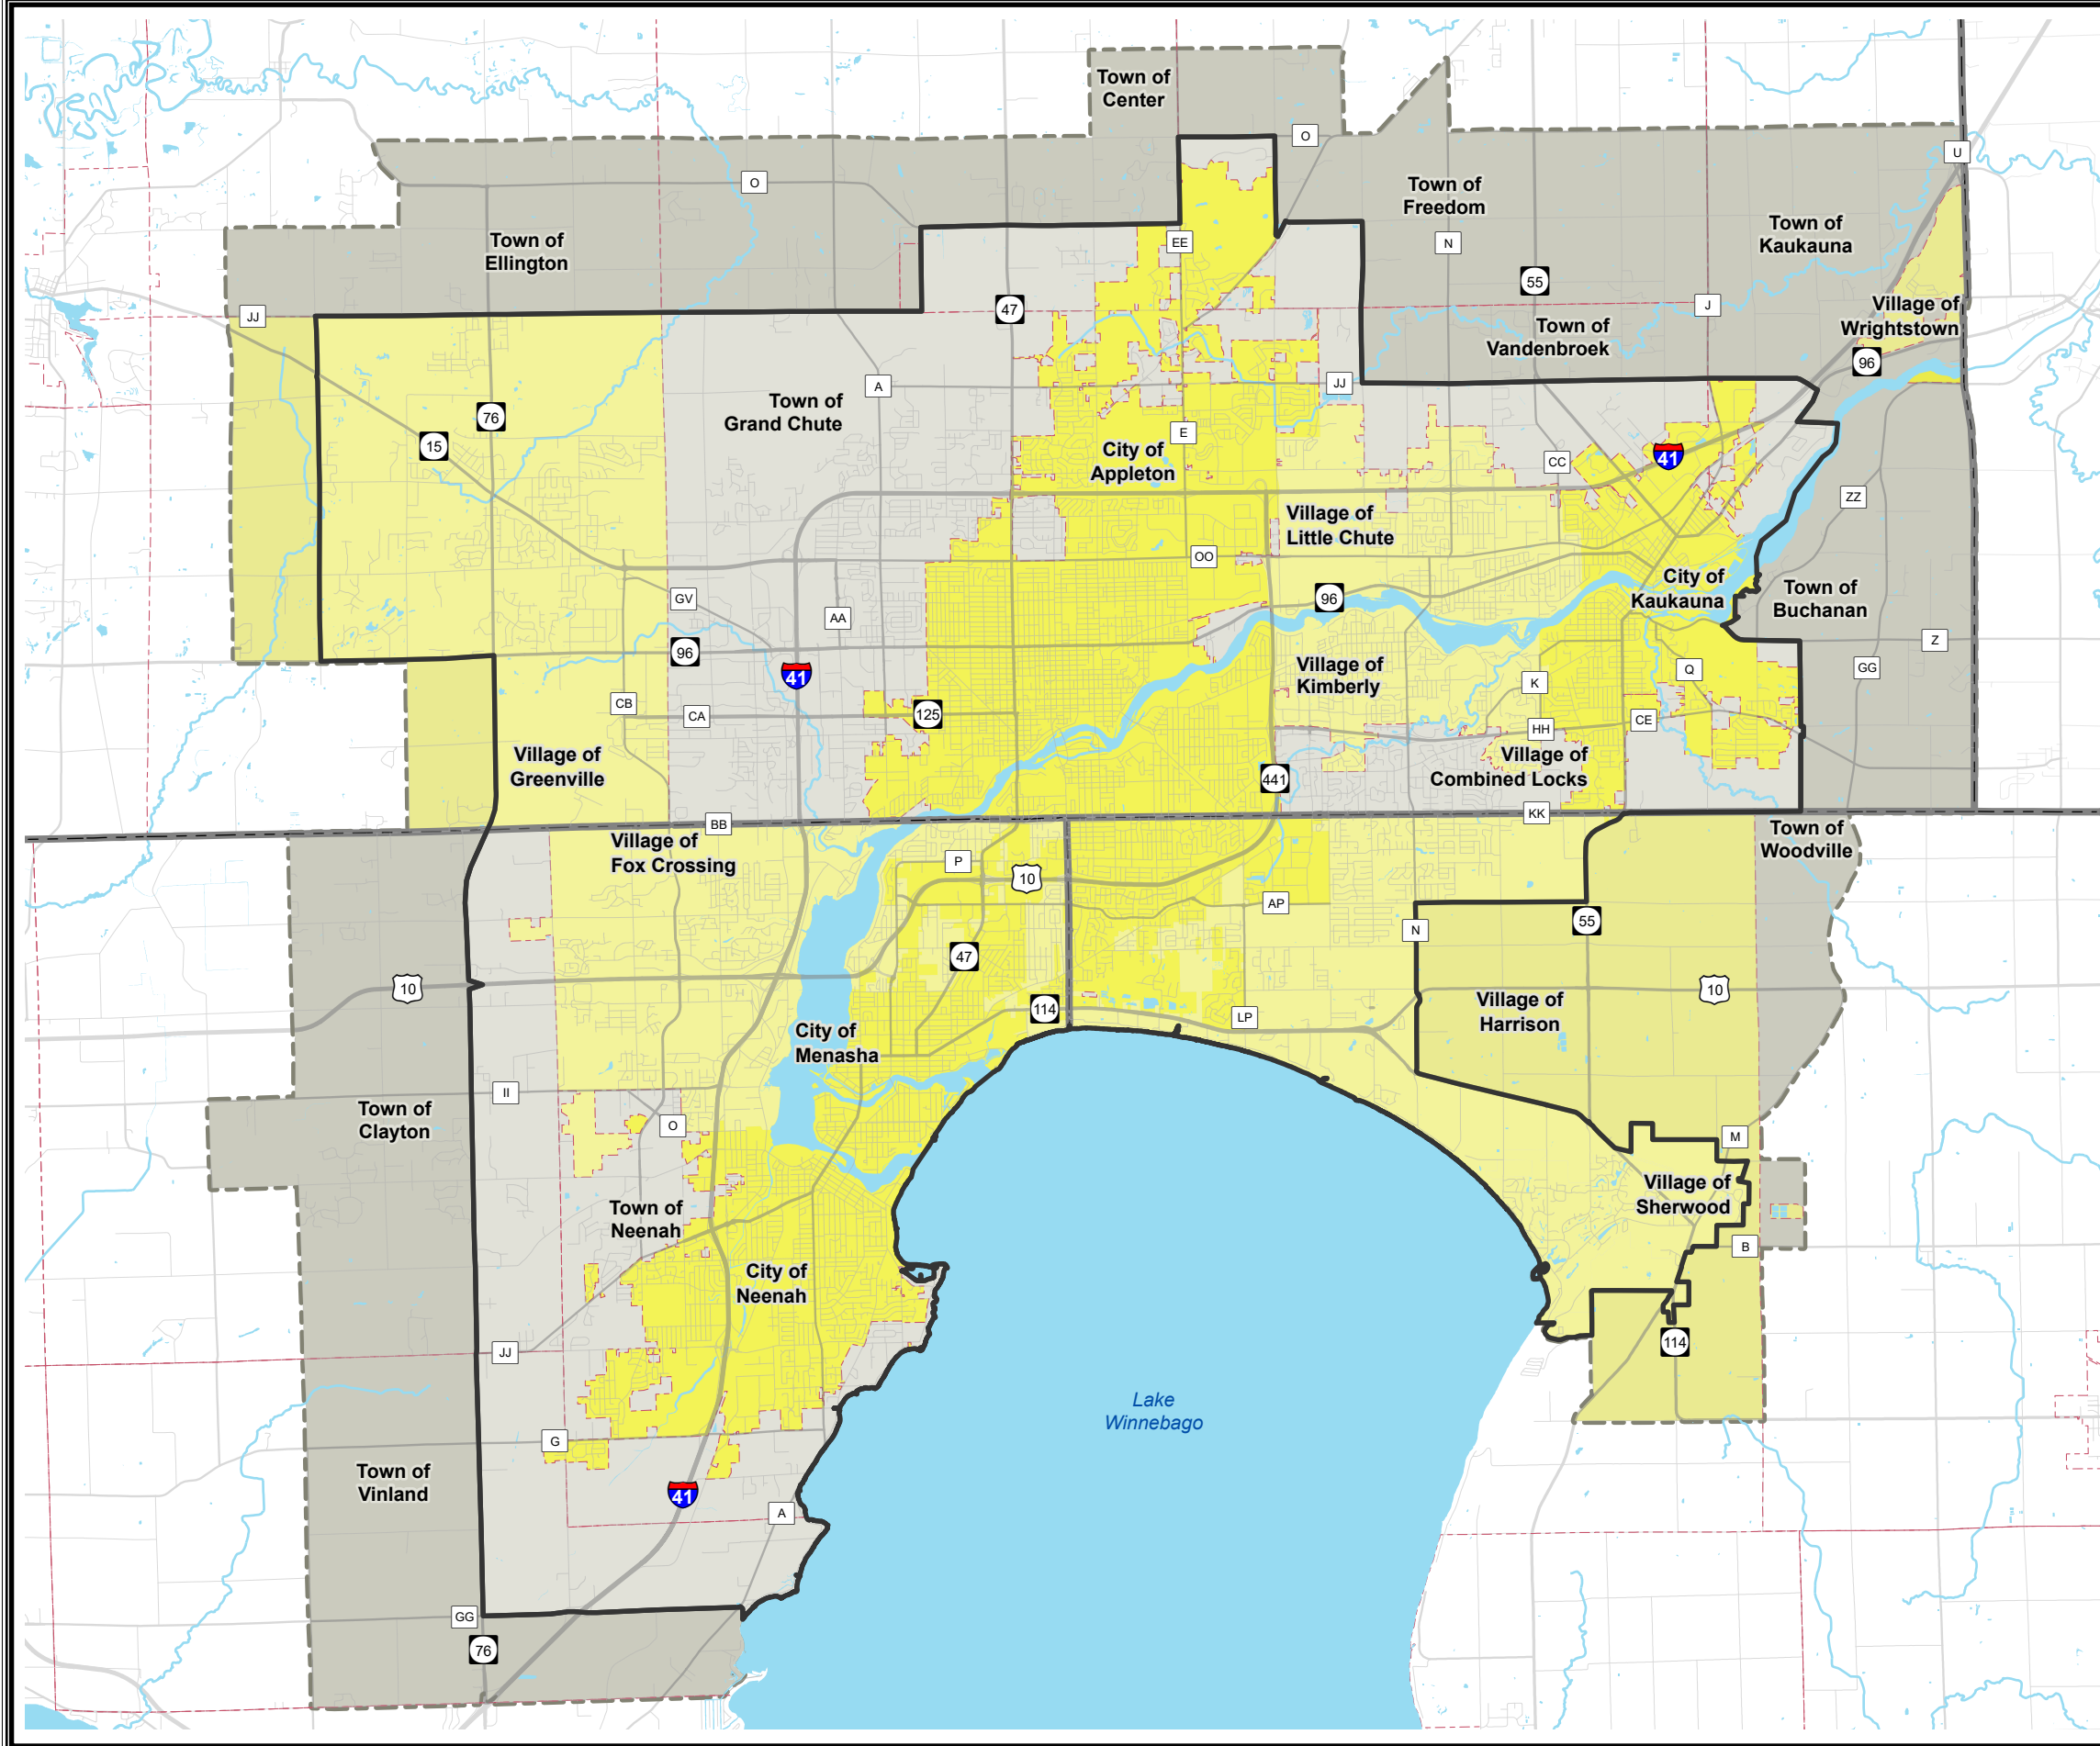 Town of
Center
O
U
O
Town of
Freedom
Town of
Kaukauna
Town of
Ellington
EE
N
55
JJ
47
J
Village of
Wrightstown
Town of
Vandenbroek
96
A
JJ
76
Town of
Grand Chute
15
E
City of
Appleton
CC
41
ZZ
Village of
Little Chute
OO
City of
Kaukauna
Town of
Buchanan
GV
AA
96
Z
96
41
Village of
Kimberly
K
Q
GG
CB
CA
125
HH
CE
Village of
Greenville
441
Village of
Combined Locks
BB
KK
Village of
Fox Crossing
Town of
Woodville
P
10
AP
N
55
47
10
10
114
LP
Village of
Harrison
City of
Menasha
II
Town of
Clayton
O
M
Village of
Sherwood
Town of
Neenah
B
City of
Neenah
JJ
114
Lake
Winnebago
G
Town of
Vinland
41
A
GG
76